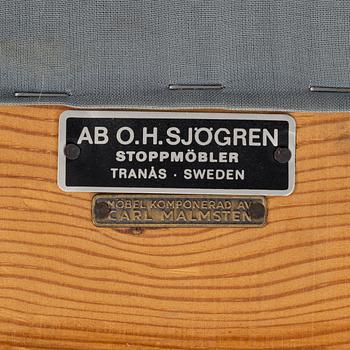 AB O.H.SJÖGREN
STOPPMÖBLER
TRANÅS · SWEDEN
MÖBEL KOMPONERAD AV
CARL MALMSTEN